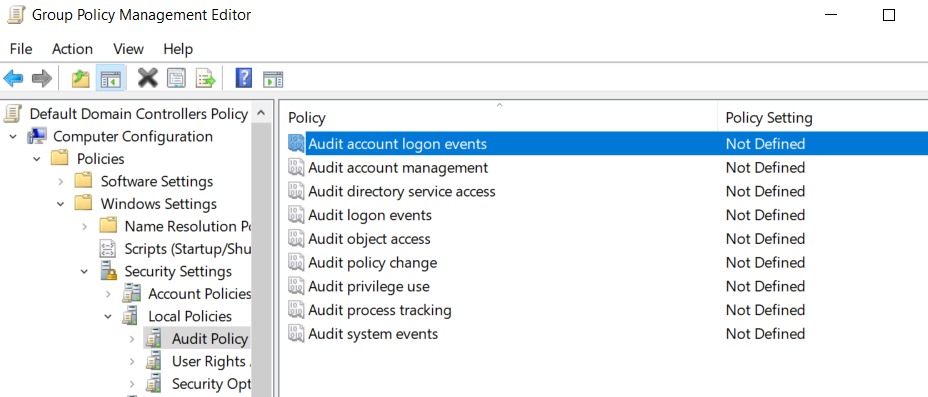 Group Policy Management Editor
File Action View Help
Default Domain Controllers Policy
Computer Configuration
Policies
Software Settings
Windows Settings
Name Resolution Po
Scripts (Startup/Shu
Security Settings
Account Policies
Local Policies
Audit Policy
User Rights
Security Opt
Policy Policy Setting
Audit account logon events Not Defined
Audit account management Not Defined
Audit directory service access Not Defined
Audit logon events Not Defined
Audit object access Not Defined
Audit policy change Not Defined
Audit privilege use Not Defined
Audit process tracking Not Defined
Audit system events Not Defined